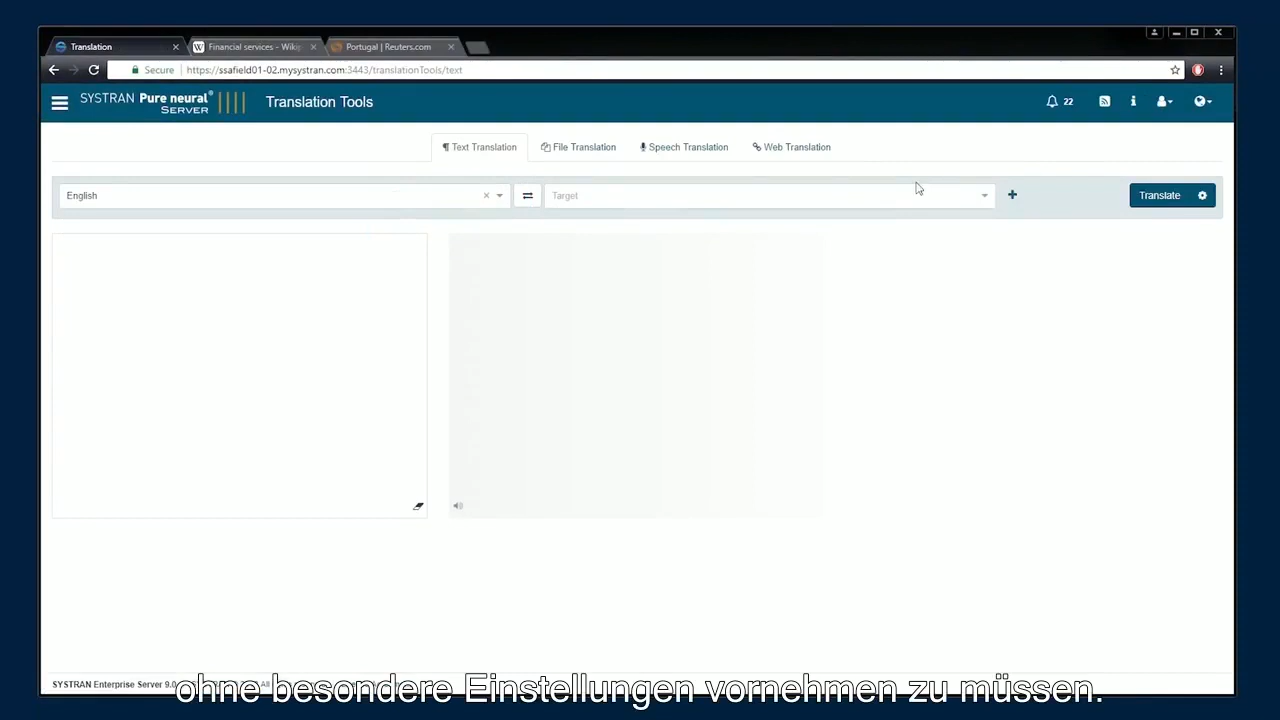 Translation
Financial services - Wikip
Portugal | Reuters.com
Secure https://ssafield01-02.mysystran.com:3443/translationTools/text
SYSTRAN Pure neural® SERVER
Translation Tools
22
Text Translation
File Translation
Speech Translation
Web Translation
English
Target
Translate
SYSTRAN Enterprise Server 9.0
ohne besondere Einstellungen vornehmen zu müssen.